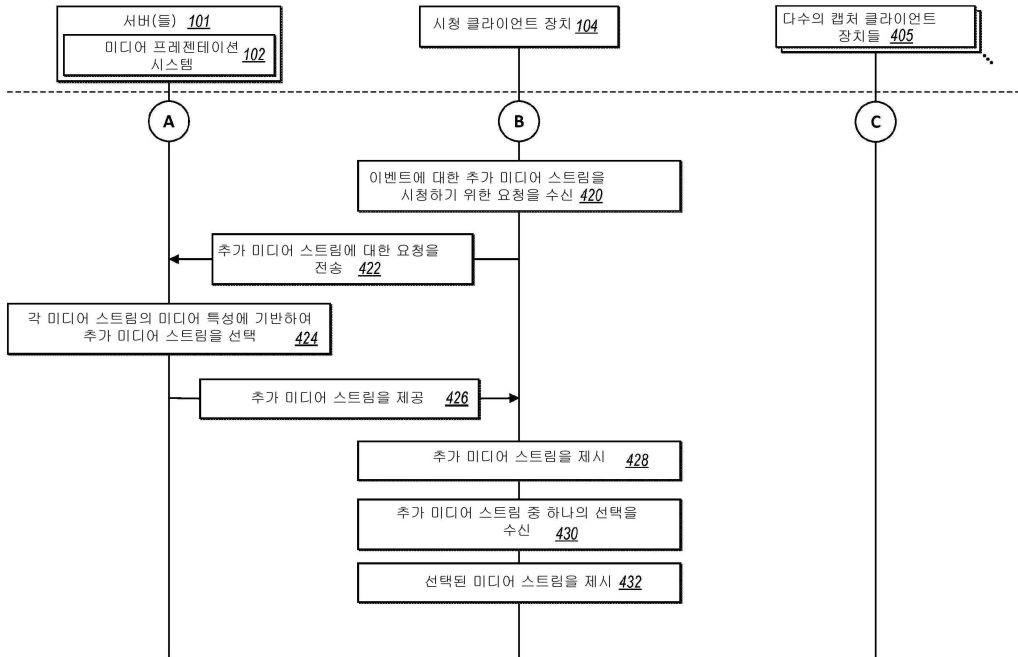 서버(들) 101
미디어 프레젠테이션
시스템 102
시청 클라이언트 장치 104
다수의 캡처 클라이언트
장치들 405
A
B
C
이벤트에 대한 추가 미디어 스트림을
시청하기 위한 요청을 수신 420
추가 미디어 스트림에 대한 요청을
전송 422
각 미디어 스트림의 미디어 특성에 기반하여
추가 미디어 스트림을 선택 424
추가 미디어 스트림을 제공 426
추가 미디어 스트림을 제시 428
추가 미디어 스트림 중 하나의 선택을
수신 430
선택된 미디어 스트림을 제시 432